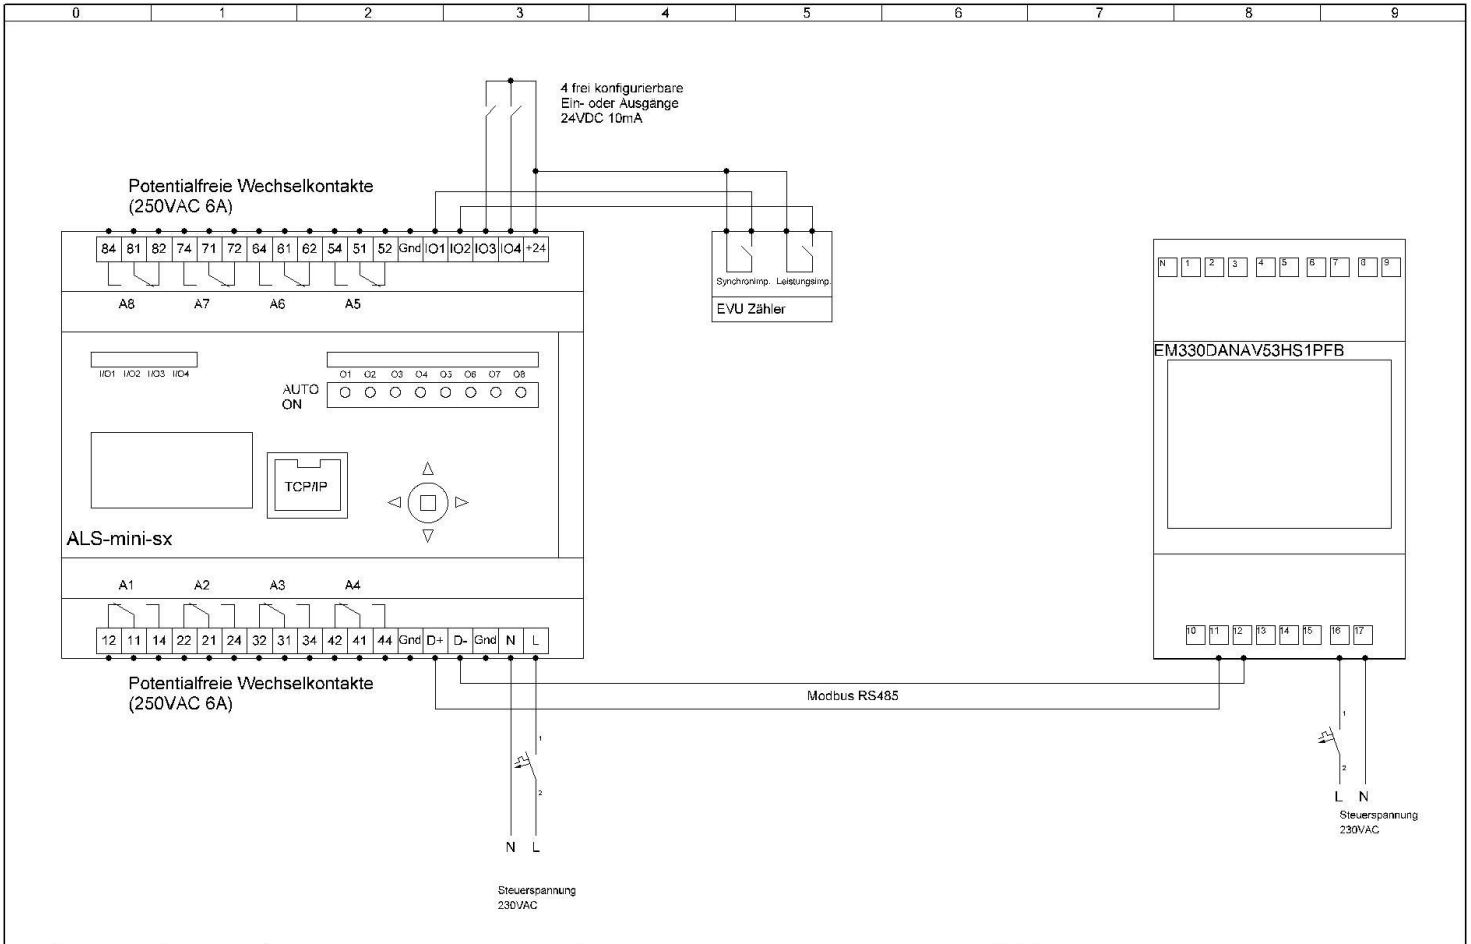 0 1 2 3 4 5 6 7 8 9
4 frei konfigurierbare
Ein- oder Ausgänge
24VDC 10mA
Potentialfreie Wechselkontakte
(250VAC 6A)
84 81 82 74 71 72 64 61 62 54 51 52 Gnd IO1 IO2 IO3 IO4 +24
A8 A7 A6 A5
Synchronimp. Leistungsimp.
EVU Zähler
N 1 2 3 4 5 6 7 8 9
EM330DANAV53HS1PFB
I/O1 I/O2 I/O3 I/O4
O1 O2 O3 O4 O5 O6 O7 O8
AUTO
ON
TCP/IP
ALS-mini-sx
A1 A2 A3 A4
12 11 14 22 21 24 32 31 34 42 41 44 Gnd D+ D- Gnd N L
10 11 12 13 14 15 16 17
Potentialfreie Wechselkontakte
(250VAC 6A)
Modbus RS485
1
2
N L
Steuerspannung
230VAC
1
2
L N
Steuerspannung
230VAC